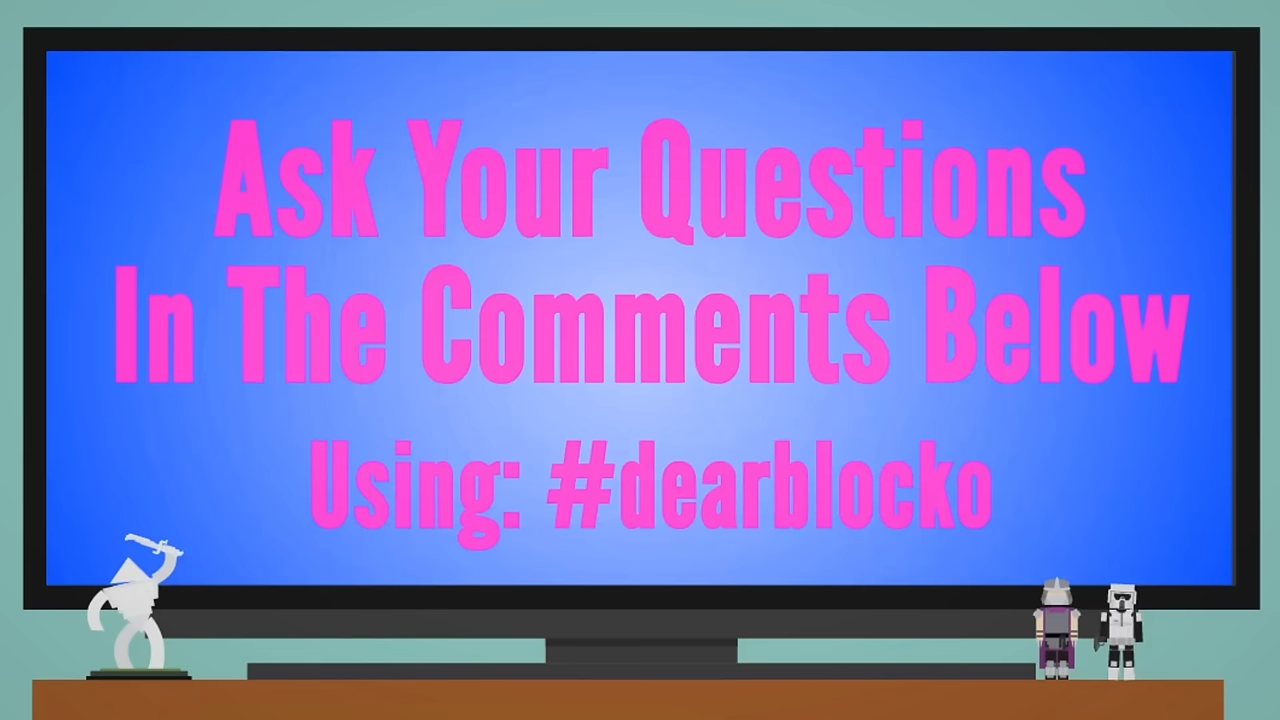 Ask Your Questions
In The Comments Below
Using: #dearblocko